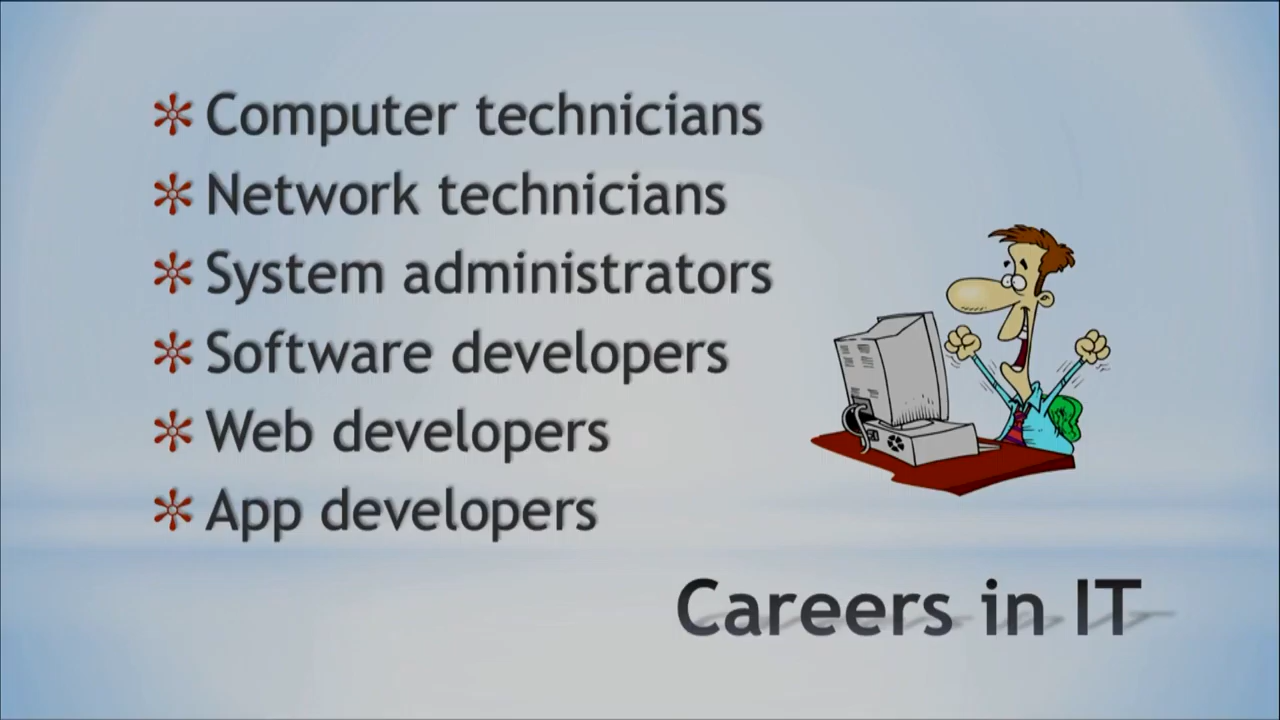 Computer technicians
Network technicians
System administrators
Software developers
Web developers
App developers
Careers in IT